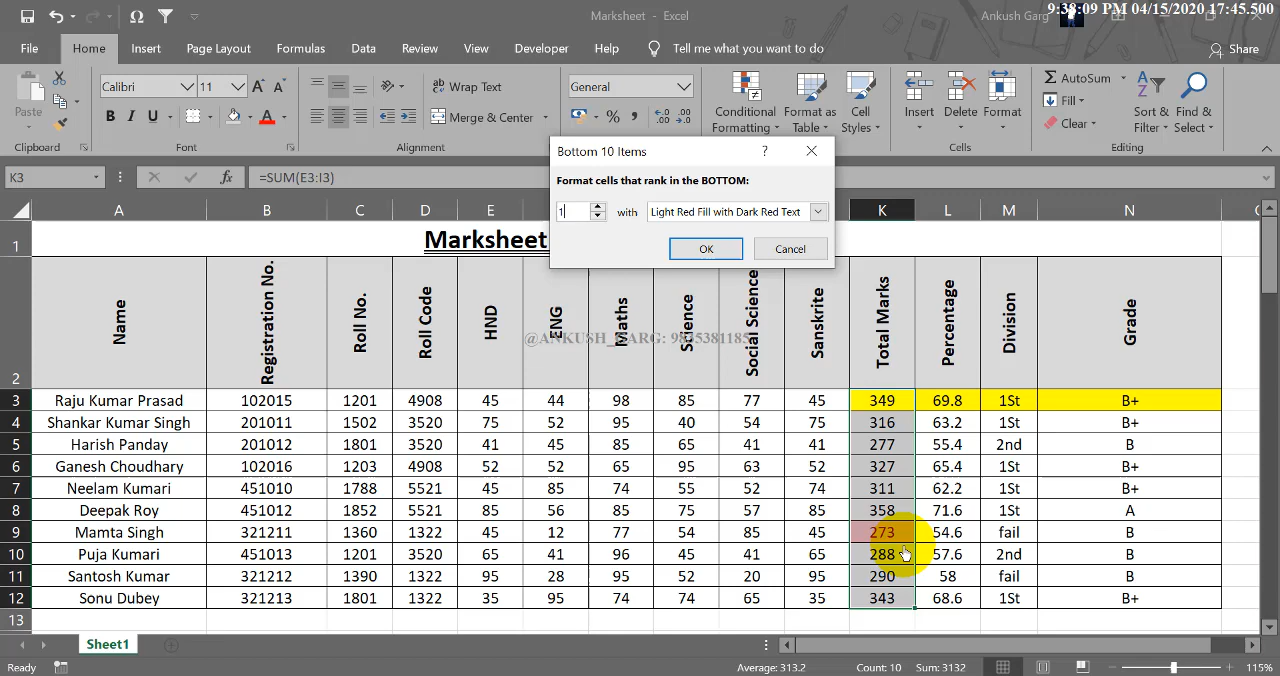 Marksheet - Excel
Ankush Garg
9:38:09 PM 04/15/2020 17:45.500
File Home Insert Page Layout Formulas Data Review View Developer Help Tell me what you want to do Share
Paste
Calibri 11
Wrap Text
Merge & Center
General
Conditional Formatting
Format as Table
Cell Styles
Insert Delete Format
AutoSum
Fill
Clear
Sort & Filter
Find & Select
Clipboard Font Alignment Cells Editing
K3 =SUM(E3:I3)
Bottom 10 Items
Format cells that rank in the BOTTOM:
1 with Light Red Fill with Dark Red Text
OK Cancel
A B C D E K L M N
1 Marksheet
2 Name Registration No. Roll No. Roll Code HND ENG Maths Science Social Science Sanskrite Total Marks Percentage Division Grade
@ANKUSH_GARG: 9835381185
3 Raju Kumar Prasad 102015 1201 4908 45 44 98 85 77 45 349 69.8 1St B+
4 Shankar Kumar Singh 201011 1502 3520 75 52 95 40 54 75 316 63.2 1St B+
5 Harish Panday 201012 1801 3520 41 45 85 65 41 41 277 55.4 2nd B
6 Ganesh Choudhary 102016 1203 4908 52 52 65 95 63 52 327 65.4 1St B+
7 Neelam Kumari 451010 1788 5521 45 85 74 55 52 74 311 62.2 1St B+
8 Deepak Roy 451012 1852 5521 85 56 85 75 57 85 358 71.6 1St A
9 Mamta Singh 321211 1360 1322 45 12 77 54 85 45 273 54.6 fail B
10 Puja Kumari 451013 1201 3520 65 41 96 45 41 65 288 57.6 2nd B
11 Santosh Kumar 321212 1390 1322 95 28 95 52 20 95 290 58 fail B
12 Sonu Dubey 321213 1801 1322 35 95 74 74 65 35 343 68.6 1St B+
13
Sheet1
Ready Average: 313.2 Count: 10 Sum: 3132 115%